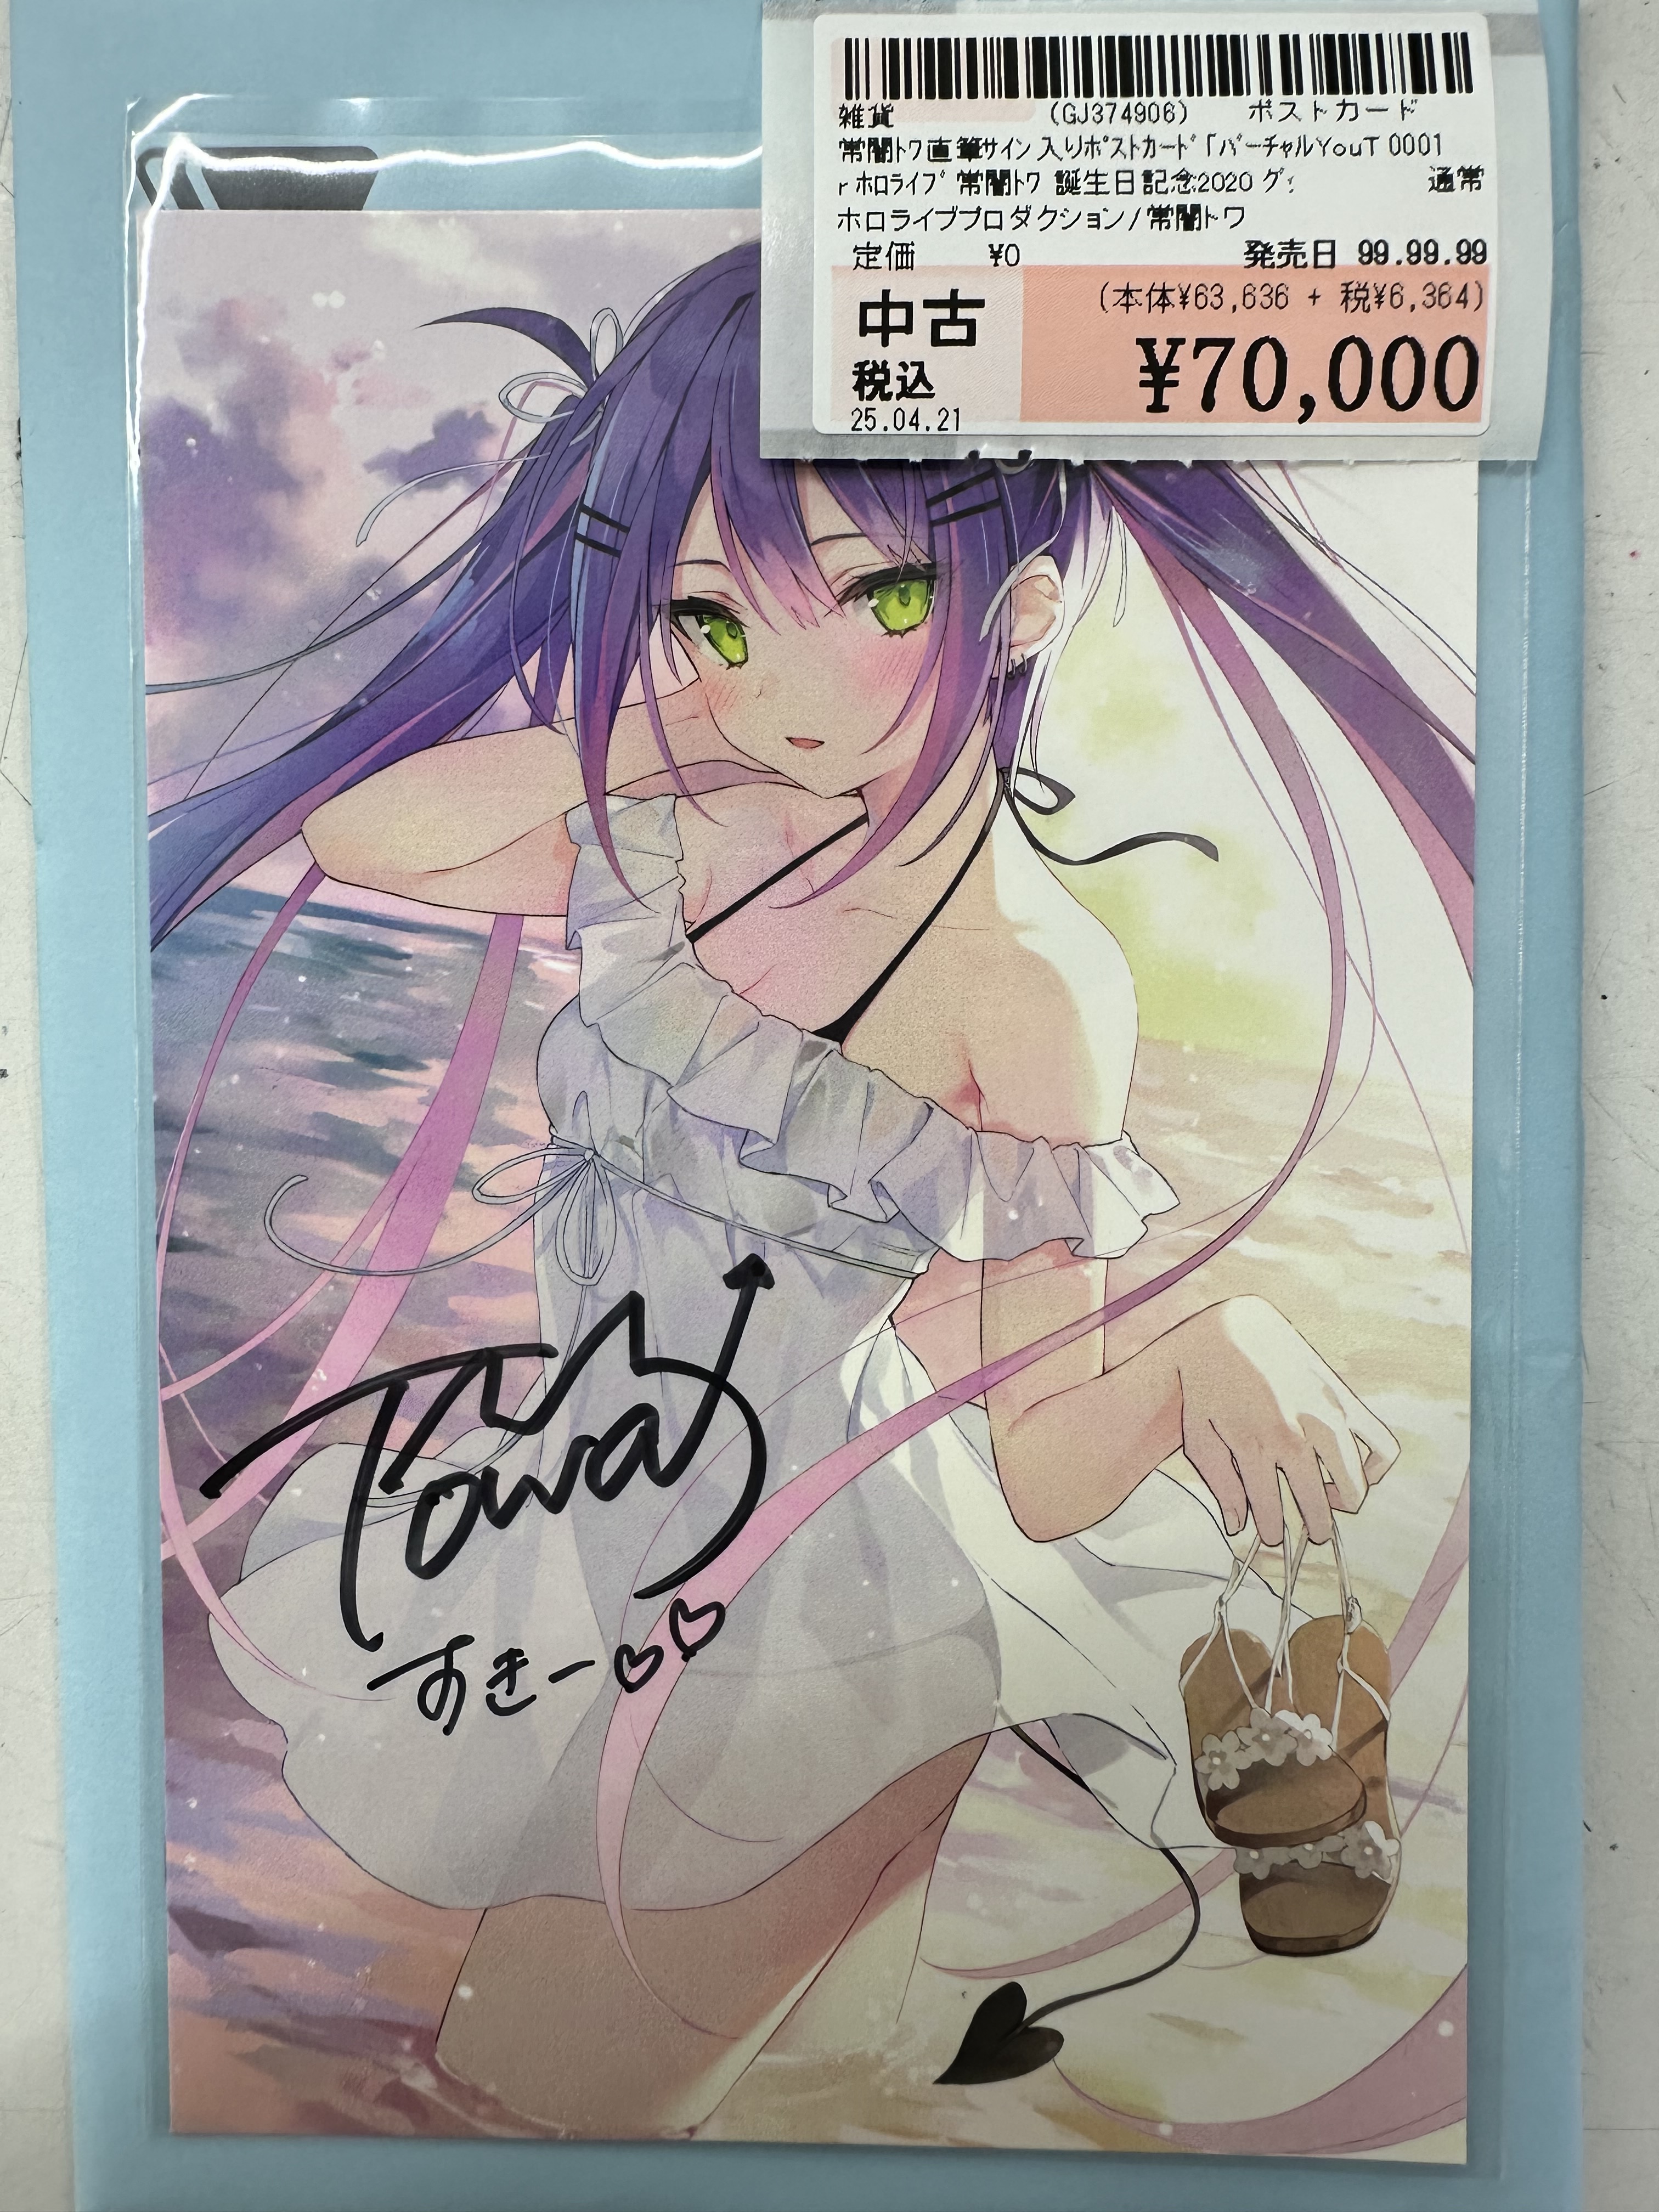 雑貨 (GJ374906) ポストカード
常闇トワ直筆サイン入りポストカード「バーチャルYouT 0001
r ホロライブ 常闇トワ 誕生日記念2020 グ 通常
ホロライブプロダクション/常闇トワ
定価 ¥0 発売日 99.99.99
(本体¥63,636 + 税¥6,364)
中古 ¥70,000
税込
25.04.21
Towa
すきー♡♡